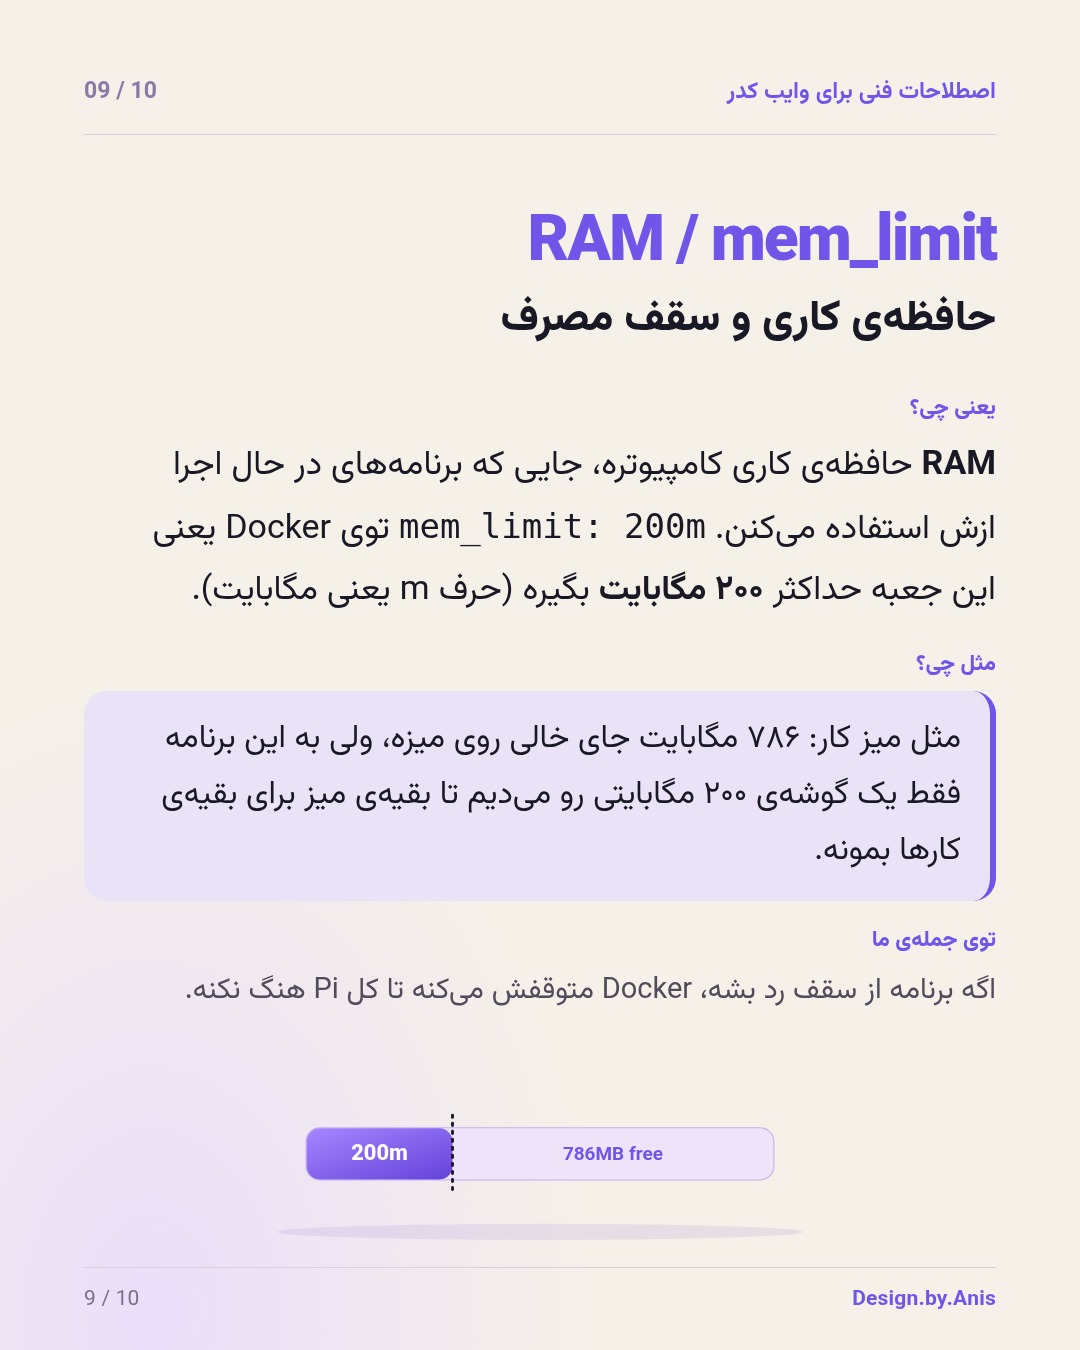 اصطلاحات فنی برای وایب کدر
09 / 10
RAM / mem_limit
حافظه‌ی کاری و سقف مصرف
یعنی چی؟
RAM حافظه‌ی کاری کامپیوتره، جایی که برنامه‌های در حال اجرا
ازش استفاده می‌کنن. mem_limit: 200m توی Docker یعنی
این جعبه حداکثر ۲۰۰ مگابایت بگیره (حرف m یعنی مگابایت).
مثل چی؟
مثل میز کار: ۷۸۶ مگابایت جای خالی روی میزه، ولی به این برنامه
فقط یک گوشه‌ی ۲۰۰ مگابایتی رو می‌دیم تا بقیه‌ی میز برای بقیه‌ی
کارها بمونه.
توی جمله‌ی ما
اگه برنامه از سقف رد بشه، Docker متوقفش می‌کنه تا کل Pi هنگ نکنه.
200m
786MB free
Design.by.Anis
9 / 10